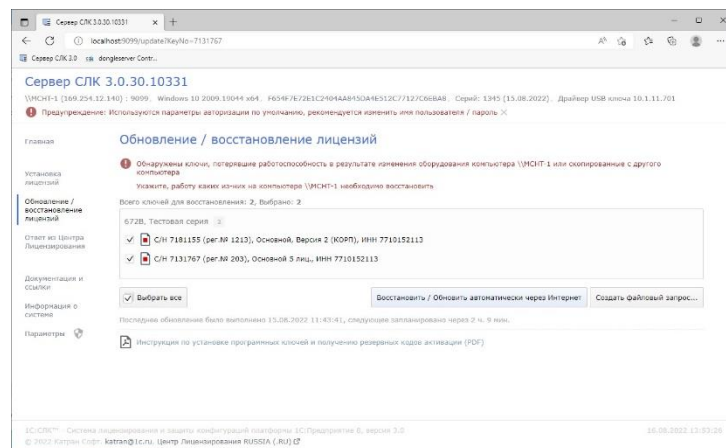 Сервер СЛК 3.0.30.10331
localhost:9099/update?KeyNo=7131767
Сервер СЛК 3.0
dongleserver Contr...
Сервер СЛК 3.0.30.10331
\\МСНТ-1 [169.254.12.140] : 9099, Windows 10 2009.19044 x64, Серий: 1345 (15.08.2022), Драйвер USB ключа 10.1.11.701
Предупреждение: Используются параметры авторизации по умолчанию, рекомендуется изменить имя пользователя / пароль
Главная
Установка
лицензий
Обновление /
восстановление
лицензий
Ответ из Центра
Лицензирования
Документация и
ссылки
Информация о
системе
Параметры
Обновление / восстановление лицензий
Обнаружены ключи, потерявшие работоспособность в результате изменения оборудования компьютера \\МСНТ-1 или скопированные с другого
компьютера
Укажите, работу каких из них на компьютере \\МСНТ-1 необходимо восстановить
Всего ключей для восстановления: 2, Выбрано: 2
672B, Тестовая серия 2
С/Н 7181155 (рег.№ 1213), Основной, Версия 2 (КОРП), ИНН 7710152113
С/Н 7131767 (рег.№ 203), Основной 5 лиц., ИНН 7710152113
Выбрать все
Восстановить / Обновить автоматически через Интернет
Создать файловый запрос...
Последнее обновление было выполнено 15.08.2022 11:43:41, следующее запланировано через 2 ч. 9 мин.
Инструкция по установке программных ключей и получению резервных кодов активации (PDF)
1С:СЛК™ - Система лицензирования и защиты конфигураций платформы 1С:Предприятие 8, версия 3.0
© 2022 Катран Софт, katran@1c.ru, Центр Лицензирования RUSSIA (.RU)